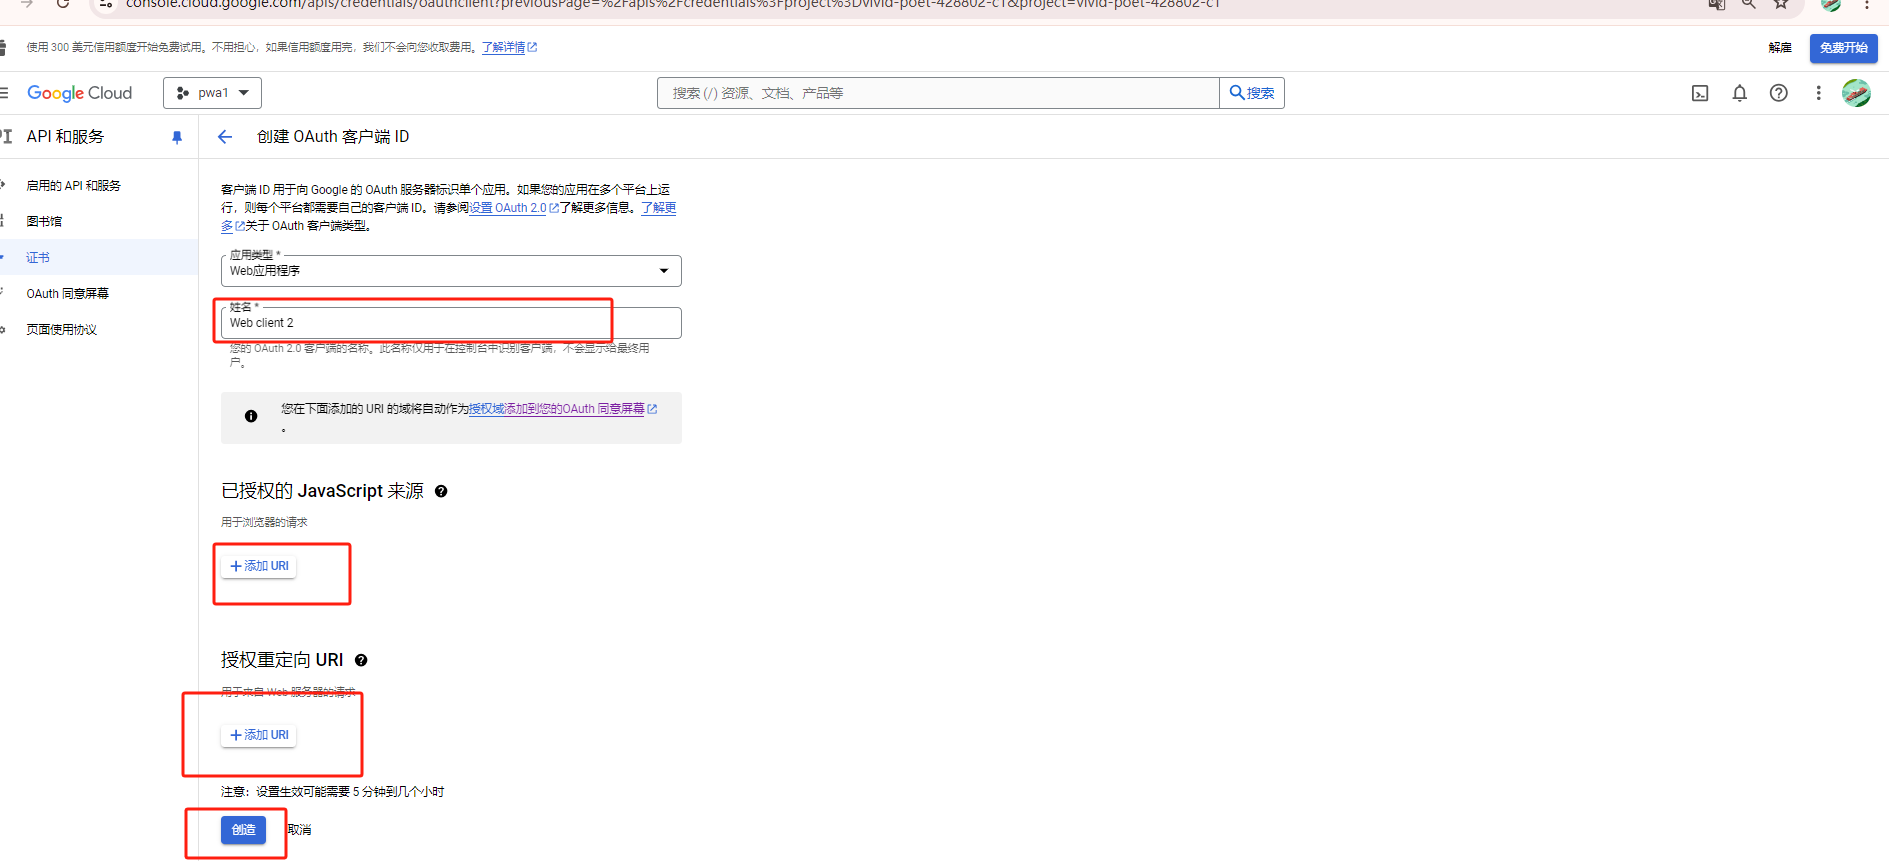 console.cloud.google.com/apis/credentials/oauthclient?previousPage=%2Fapis%2Fcredentials%3Fproject%3Dvivid-poet-428802-c1&project=vivid-poet-428802-c1
使用 300 美元信用额度开始免费试用。不用担心，如果信用额度用完，我们不会向您收取费用。了解详情
解雇
免费开始
Google Cloud
pwa1
搜索 (/) 资源、文档、产品等
搜索
API 和服务
创建 OAuth 客户端 ID
启用的 API 和服务
图书馆
证书
OAuth 同意屏幕
页面使用协议
客户端 ID 用于向 Google 的 OAuth 服务器标识单个应用。如果您的应用在多个平台上运
行，则每个平台都需要自己的客户端 ID。请参阅设置 OAuth 2.0了解更多信息。了解更
多关于 OAuth 客户端类型。
应用类型 *
Web应用程序
姓名 *
Web client 2
您的 OAuth 2.0 客户端的名称。此名称仅用于在控制台中识别客户端，不会显示给最终用
户。
您在下面添加的 URI 的域将自动作为授权域添加到您的OAuth 同意屏幕
。
已授权的 JavaScript 来源
用于浏览器的请求
+ 添加 URI
授权重定向 URI
用于来自 Web 服务器的请求
+ 添加 URI
注意：设置生效可能需要 5 分钟到几个小时
创造
取消